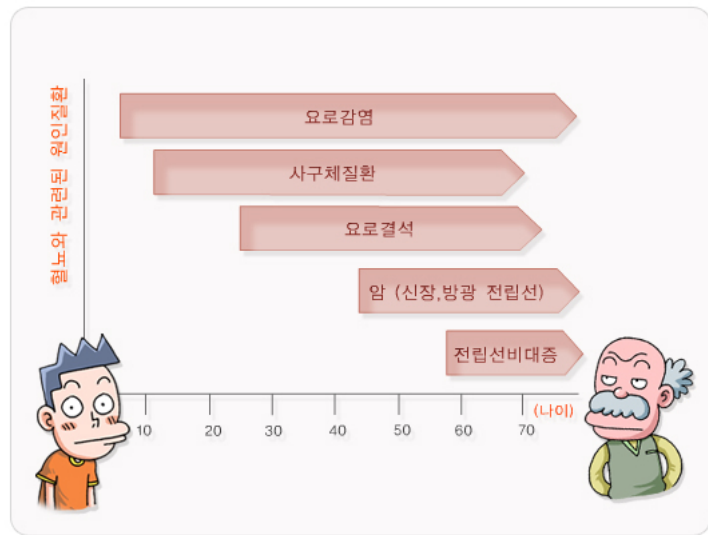 혈뇨와 관련된 원인질환
요로감염
사구체질환
요로결석
암 (신장,방광 전립선)
전립선비대증
(나이)
10 20 30 40 50 60 70